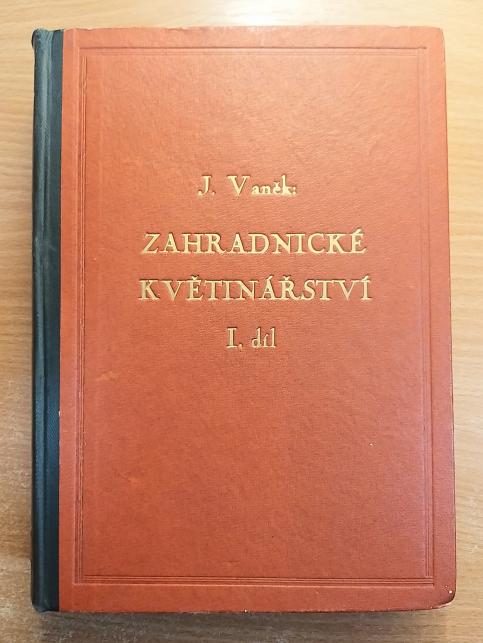 J. Vaněk:
ZAHRADNICKÉ
KVĚTINÁŘSTVÍ
I. díl